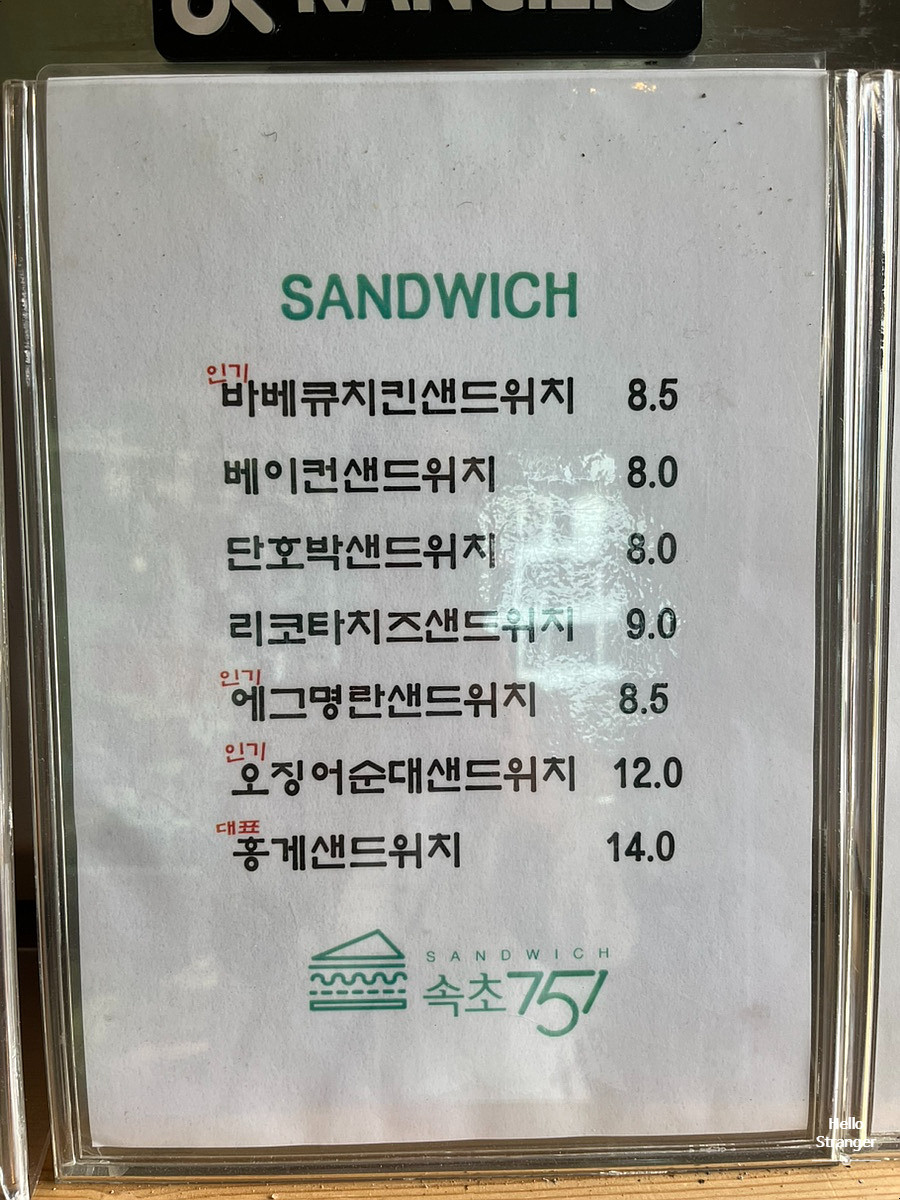 RANCILIO
SANDWICH
인기
바베큐치킨샌드위치 8.5
베이컨샌드위치 8.0
단호박샌드위치 8.0
리코타치즈샌드위치 9.0
인기
에그명란샌드위치 8.5
인기
오징어순대샌드위치 12.0
대표
홍게샌드위치 14.0
SANDWICH
속초757
Hello
Stranger